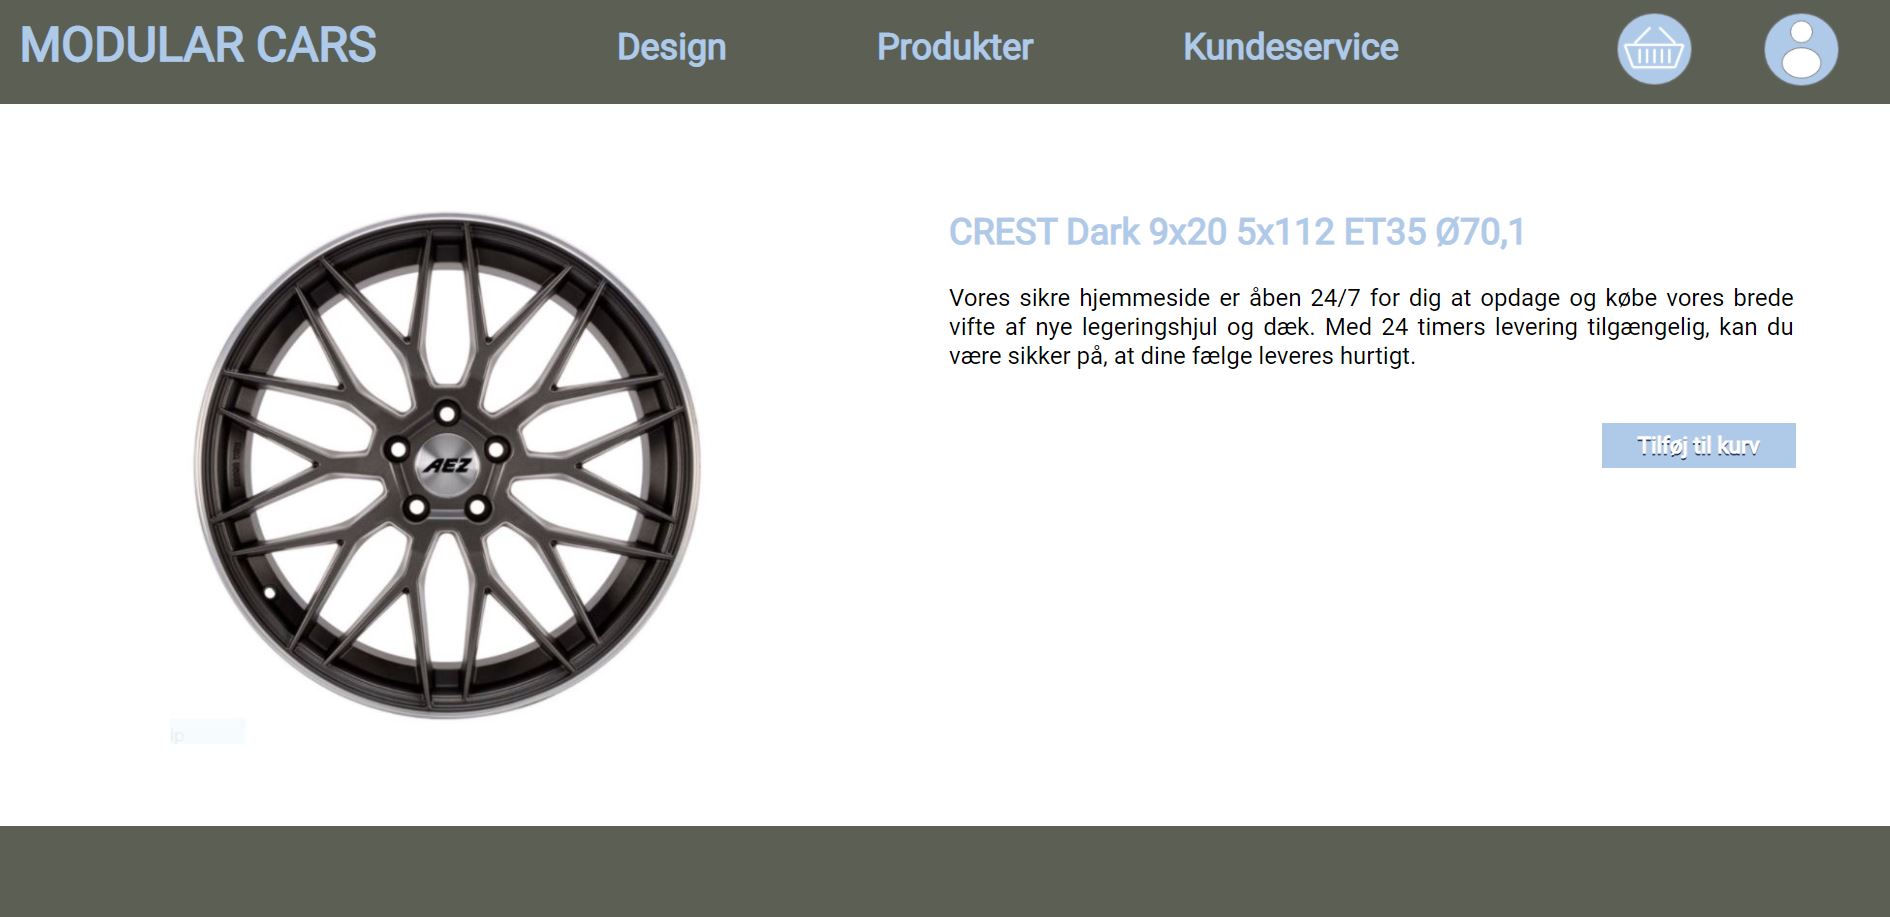 MODULAR CARS
Design
Produkter
Kundeservice
CREST Dark 9x20 5x112 ET35 Ø70,1
Vores sikre hjemmeside er åben 24/7 for dig at opdage og købe vores brede
vifte af nye legeringshjul og dæk. Med 24 timers levering tilgængelig, kan du
være sikker på, at dine fælge leveres hurtigt.
Tilføj til kurv
AEZ
ip